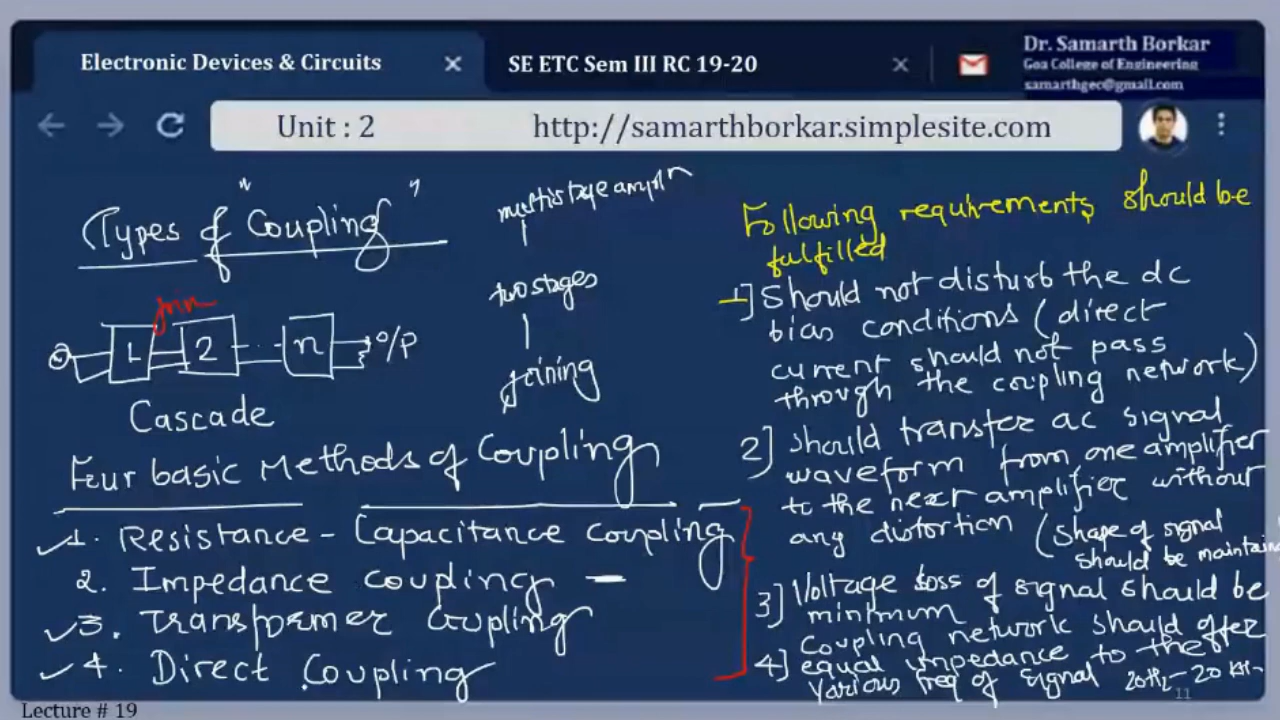 Electronic Devices & Circuits
SE ETC Sem III RC 19-20
Dr. Samarth Borkar
Goa College of Engineering
samarthgec@gmail.com
Unit : 2
http://samarthborkar.simplesite.com
Types of "Coupling"
join
1 2 ... n O/P
Cascade
multistage
two stages
joining
Four basic Methods of Coupling
1. Resistance - Capacitance coupling
2. Impedance coupling -
3. Transformer Coupling
4. Direct Coupling
Following requirements should be
fulfilled
1] Should not disturb the dc
bias conditions (direct
current should not pass
through the coupling network)
2] should transfer ac signal
waveform from one amplifier
to the next amplifier without
any distortion (shape of signal
should be maintain
3] Voltage loss of signal should be
minimum
4] Coupling network should offer
equal impedance to the
various freq of signal 20Hz - 20 KH
11
Lecture # 19